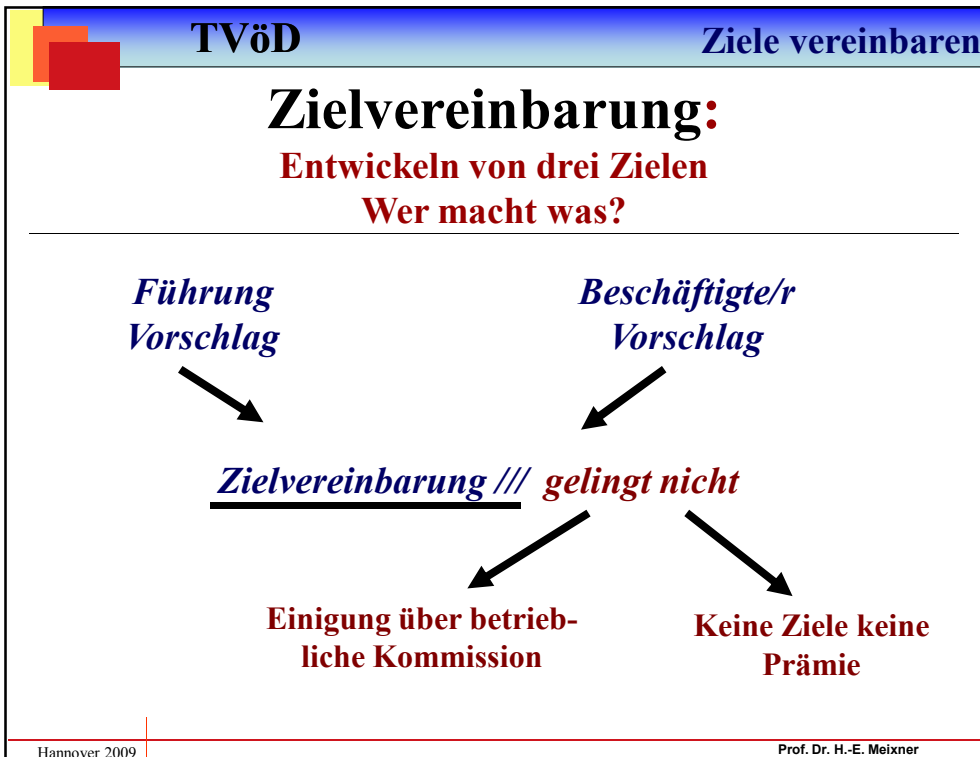 TVöD
Ziele vereinbaren
Zielvereinbarung:
Entwickeln von drei Zielen
Wer macht was?
Führung
Vorschlag
Beschäftigte/r
Vorschlag
Zielvereinbarung /// gelingt nicht
Einigung über betrieb-
liche Kommission
Keine Ziele keine
Prämie
Hannover 2009
Prof. Dr. H.-E. Meixner